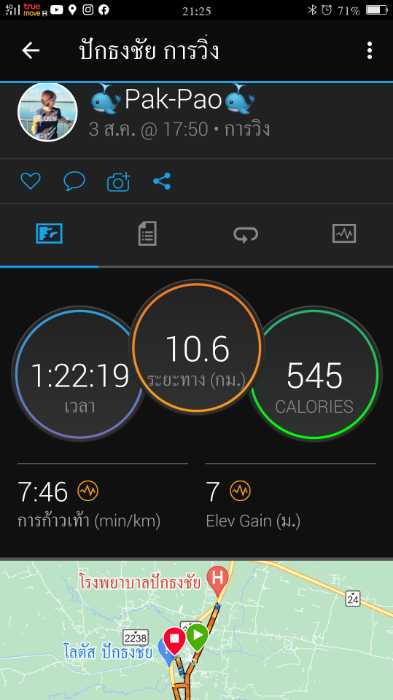 4G true move H 21:25 71%
ปักธงชัย การวิ่ง
🐳Pak-Pao🐳
3 ส.ค. @ 17:50 • การวิง
1:22:19
เวลา
10.6
ระยะทาง (กม.)
545
CALORIES
7:46
การก้าวเท้า (min/km)
7
Elev Gain (ม.)
โรงพยาบาลปักธงชัย
H
24
2238
โลตัส ปักธงชัย